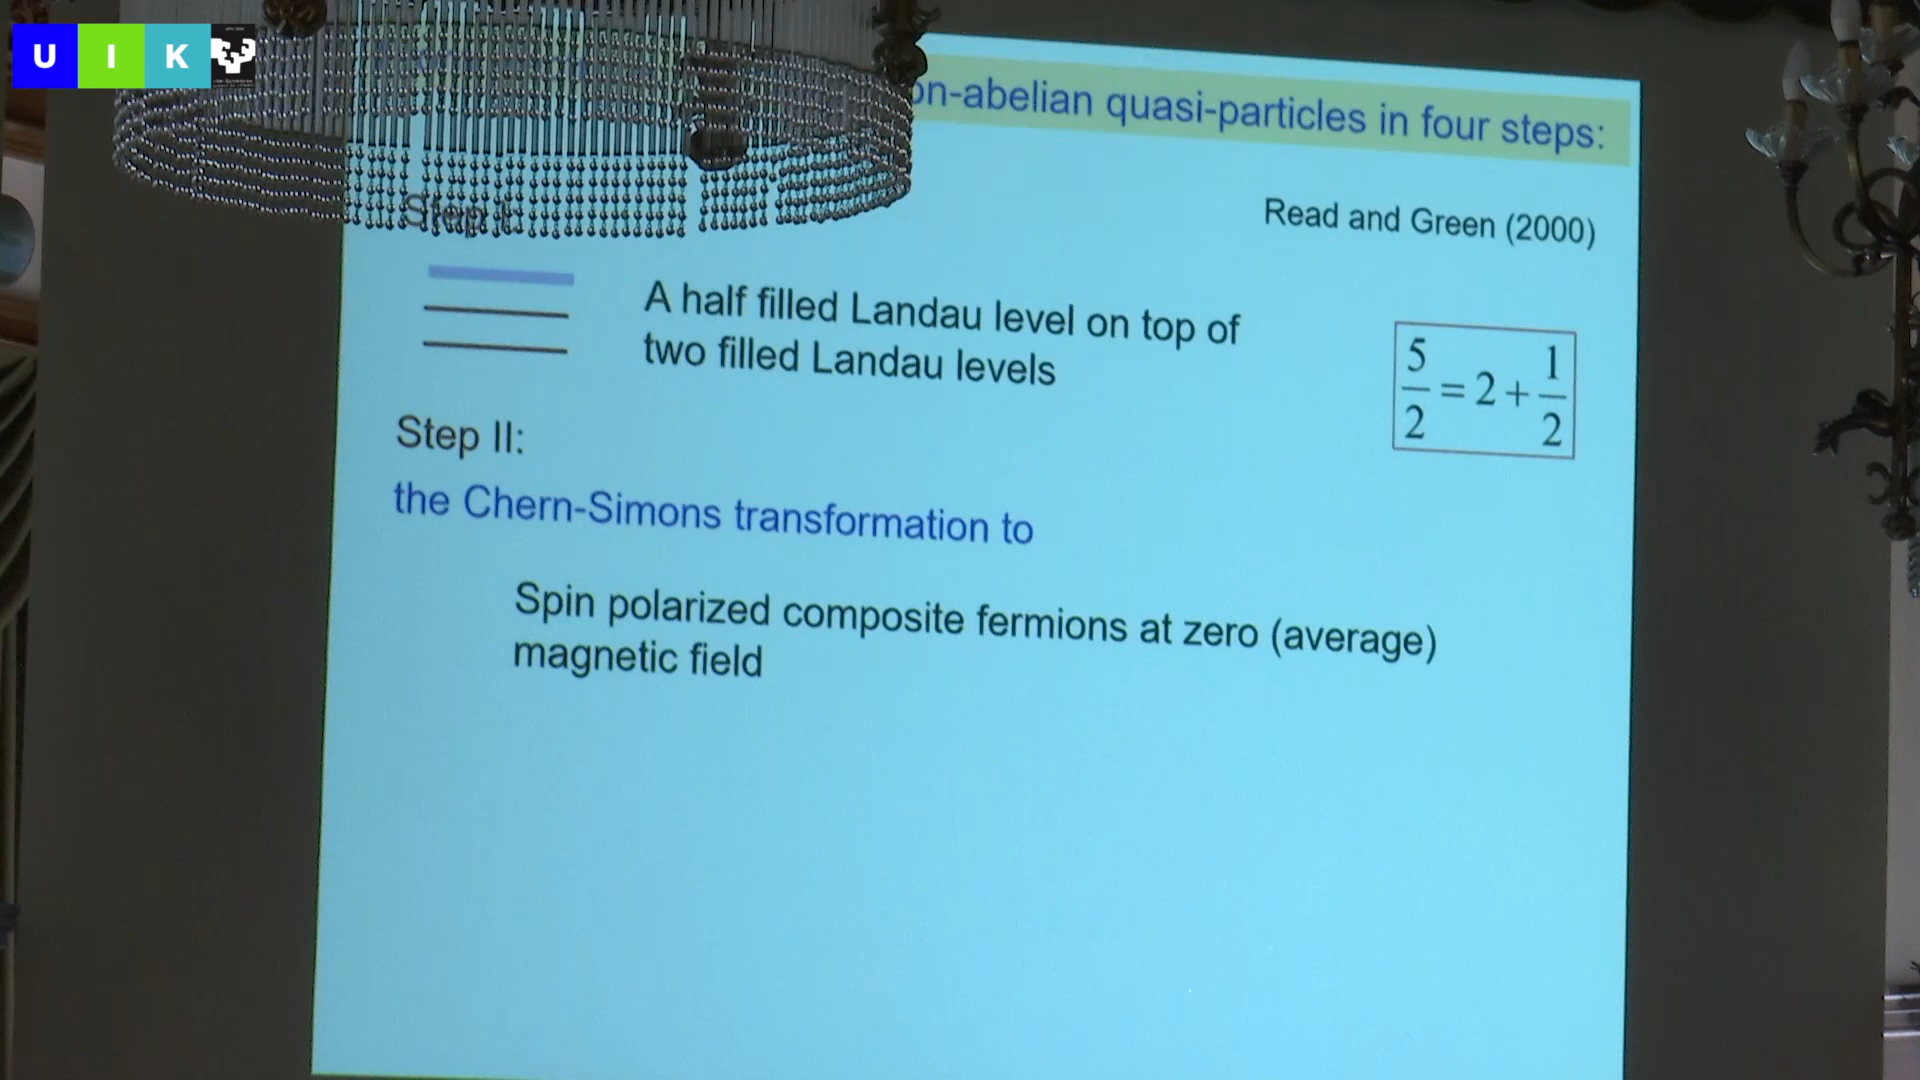 U I K
on-abelian quasi-particles in four steps:
Step I:
Read and Green (2000)
A half filled Landau level on top of
two filled Landau levels
5/2 = 2 + 1/2
Step II:
the Chern-Simons transformation to
Spin polarized composite fermions at zero (average)
magnetic field